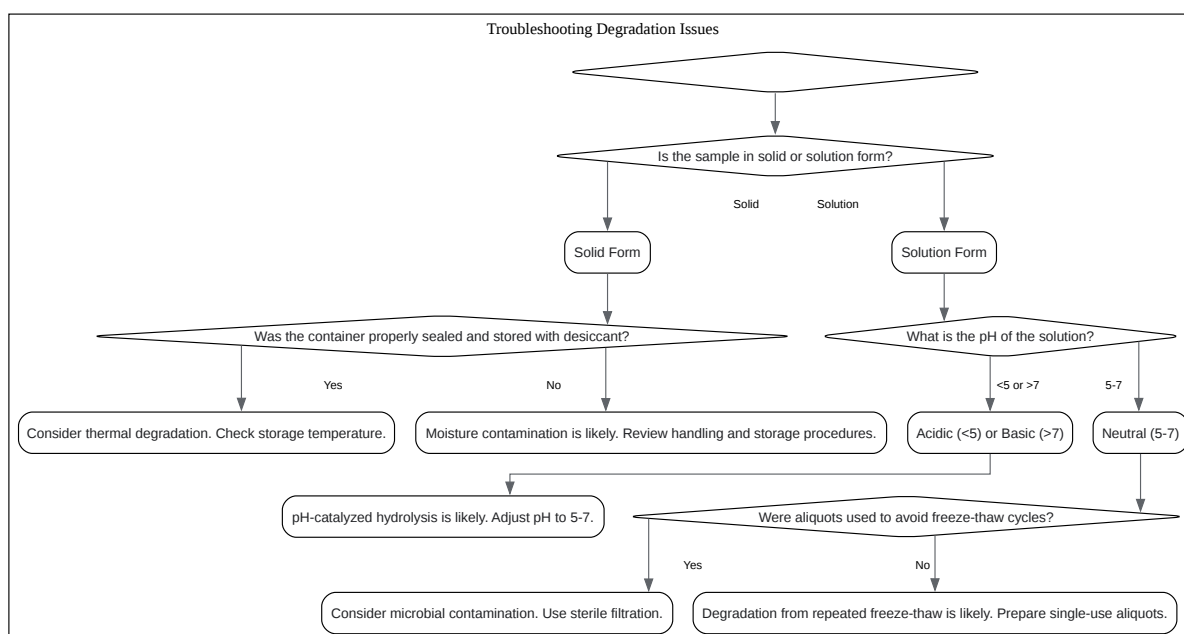 Troubleshooting Degradation Issues
Is the sample in solid or solution form?
Solid
Solution
Solid Form
Solution Form
Was the container properly sealed and stored with desiccant?
What is the pH of the solution?
Yes
No
<5 or >7
5-7
Consider thermal degradation. Check storage temperature.
Moisture contamination is likely. Review handling and storage procedures.
Acidic (<5) or Basic (>7)
Neutral (5-7)
pH-catalyzed hydrolysis is likely. Adjust pH to 5-7.
Were aliquots used to avoid freeze-thaw cycles?
Yes
No
Consider microbial contamination. Use sterile filtration.
Degradation from repeated freeze-thaw is likely. Prepare single-use aliquots.